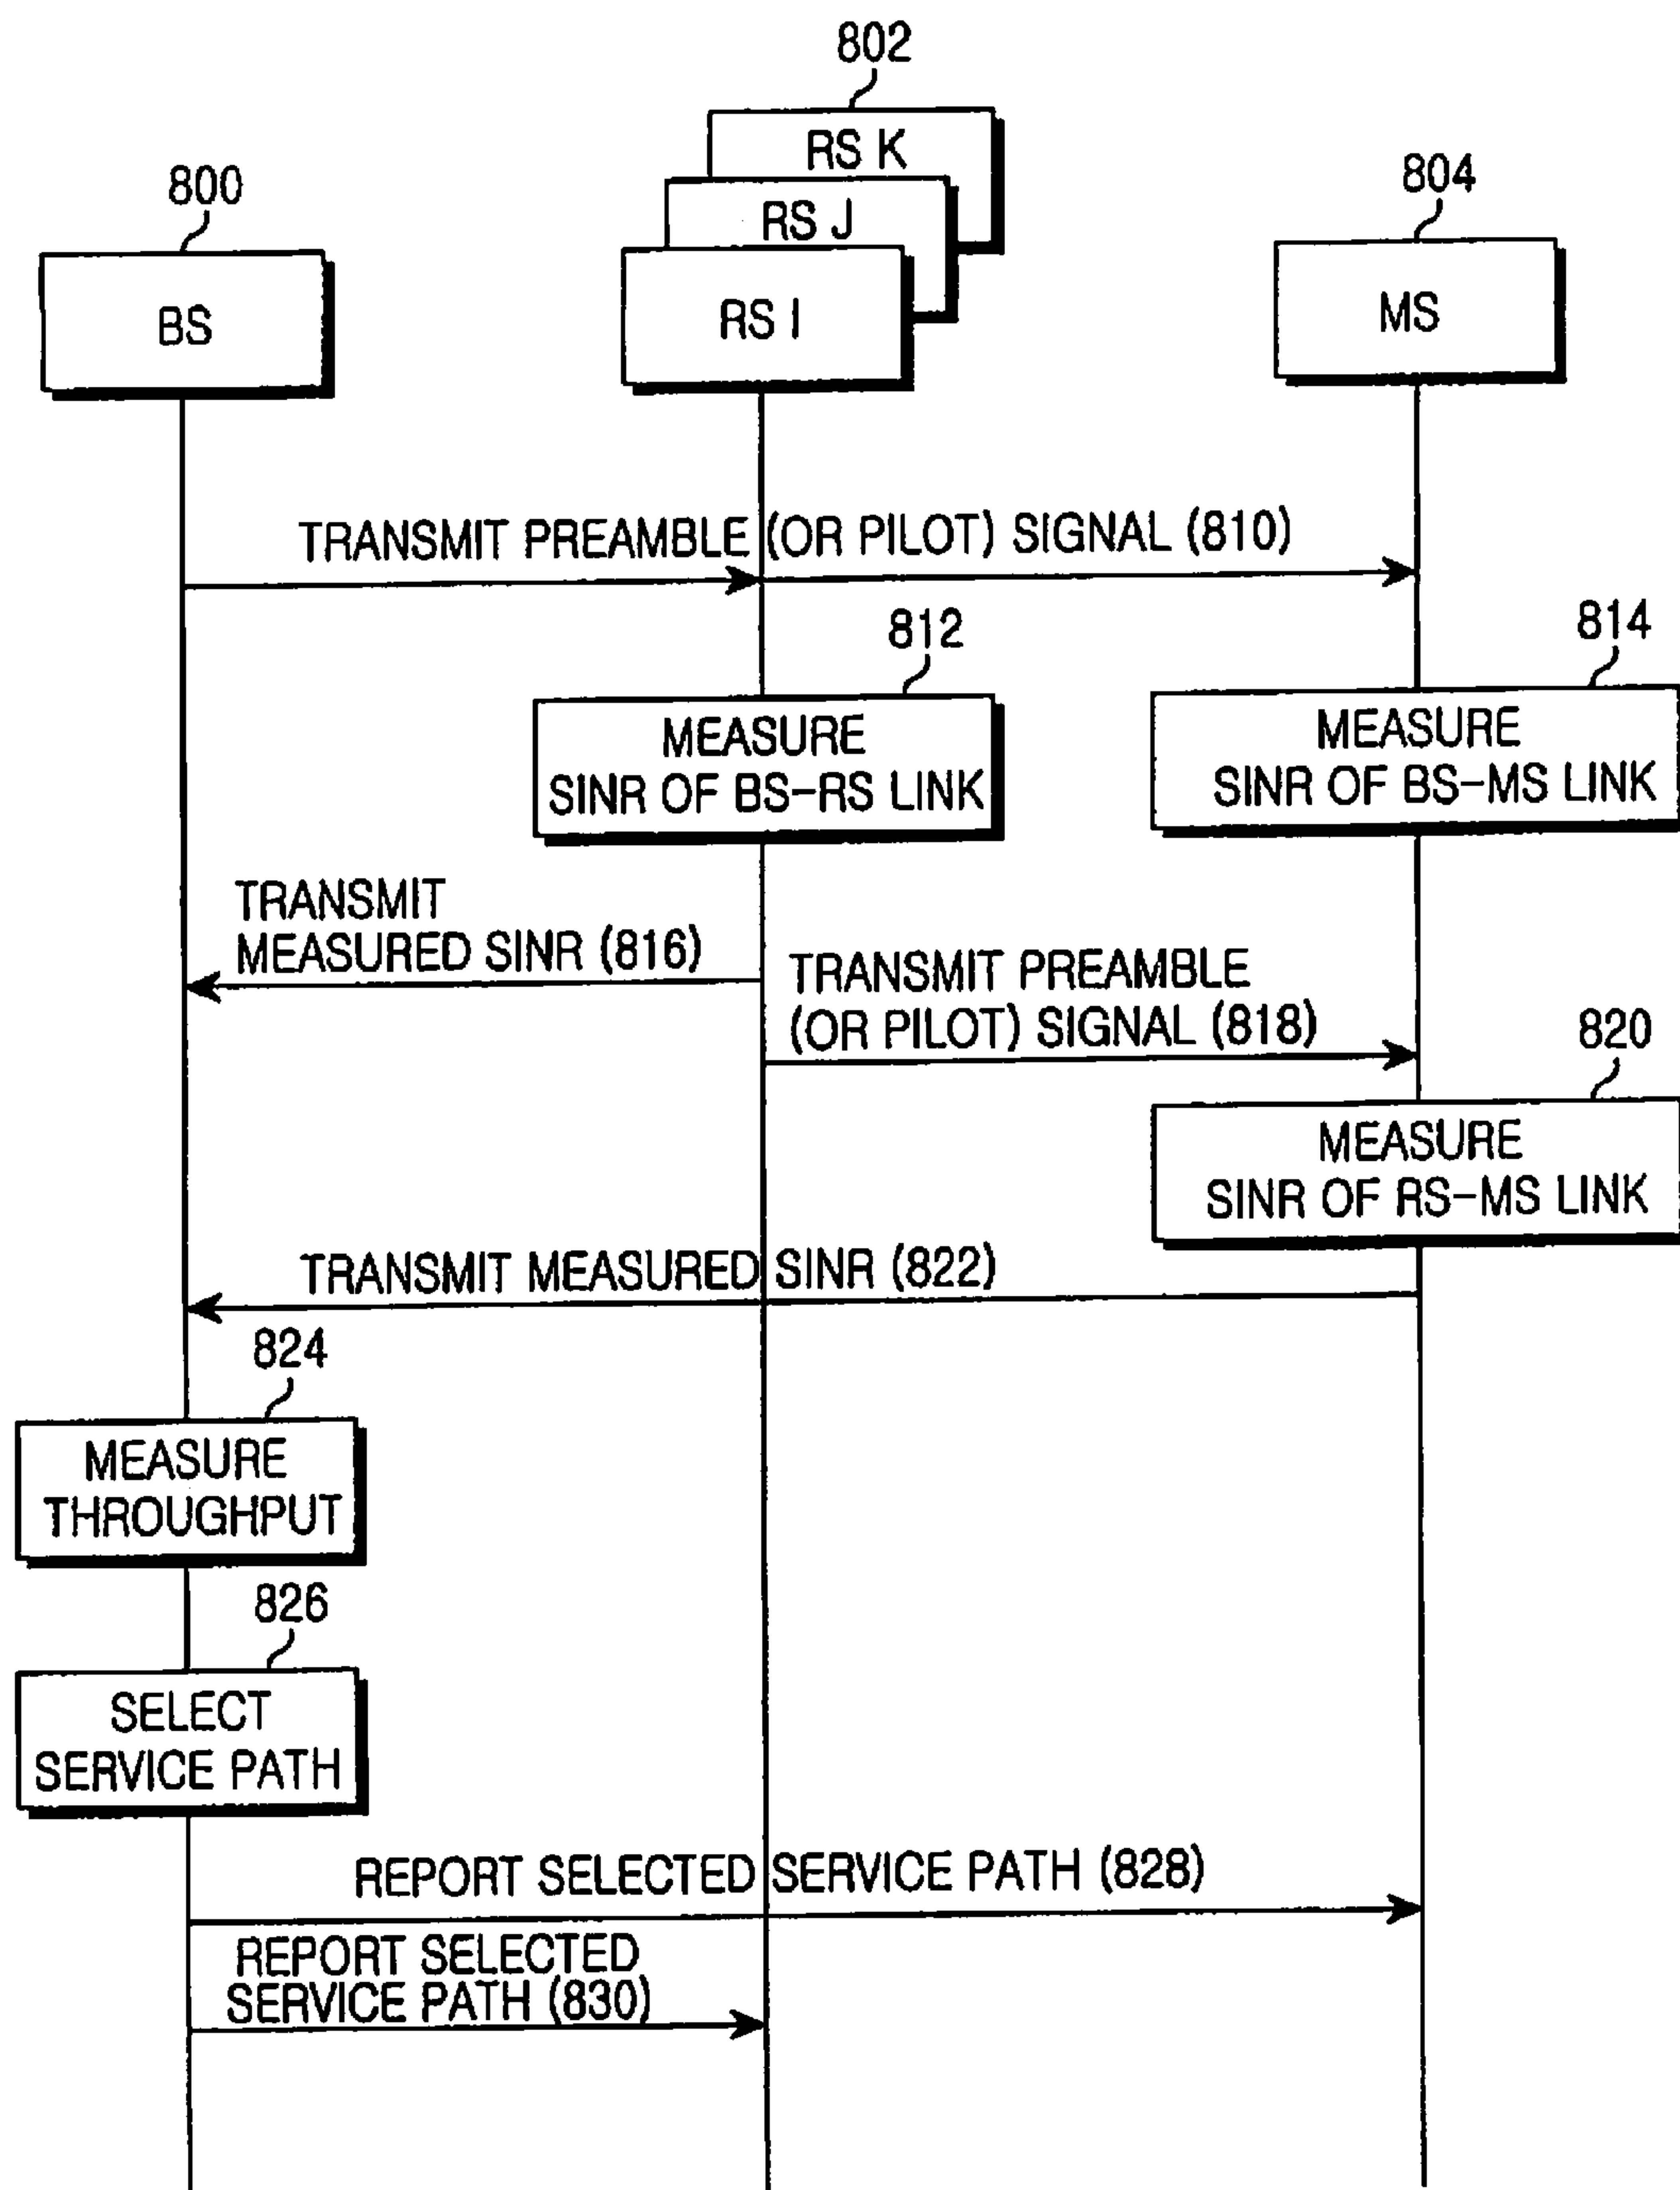 802
RS K
800
804
RS J
BS
RS I
MS
TRANSMIT PREAMBLE (OR PILOT) SIGNAL (810)
812
814
MEASURE
SINR OF BS-RS LINK
MEASURE
SINR OF BS-MS LINK
TRANSMIT
MEASURED SINR (816)
TRANSMIT PREAMBLE
(OR PILOT) SIGNAL (818)
820
MEASURE
SINR OF RS-MS LINK
TRANSMIT MEASURED SINR (822)
824
MEASURE
THROUGHPUT
826
SELECT
SERVICE PATH
REPORT SELECTED SERVICE PATH (828)
REPORT SELECTED
SERVICE PATH (830)